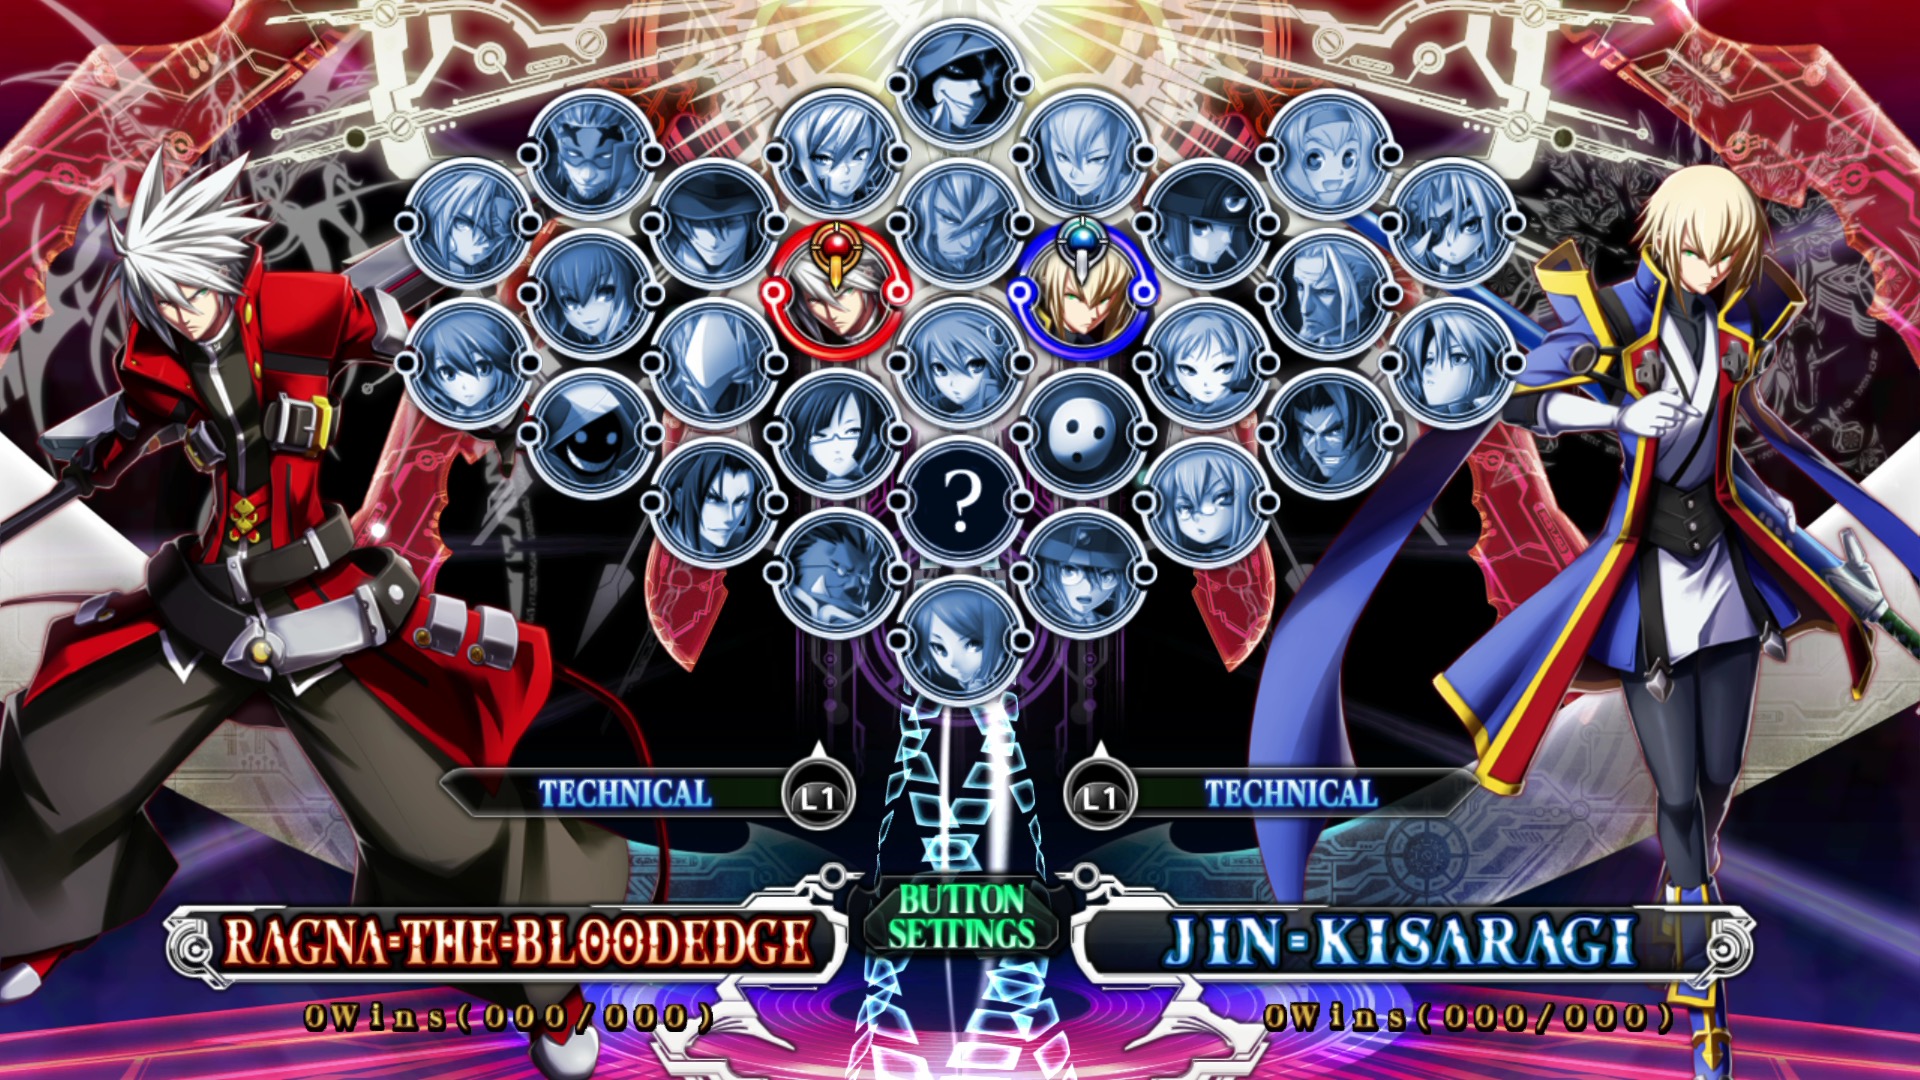 ?
TECHNICAL
L1
L1
TECHNICAL
BUTTON
SETTINGS
RAGNA=THE=BLOODEDGE
JIN=KISARAGI
0Wins(000/000)
0Wins(000/000)